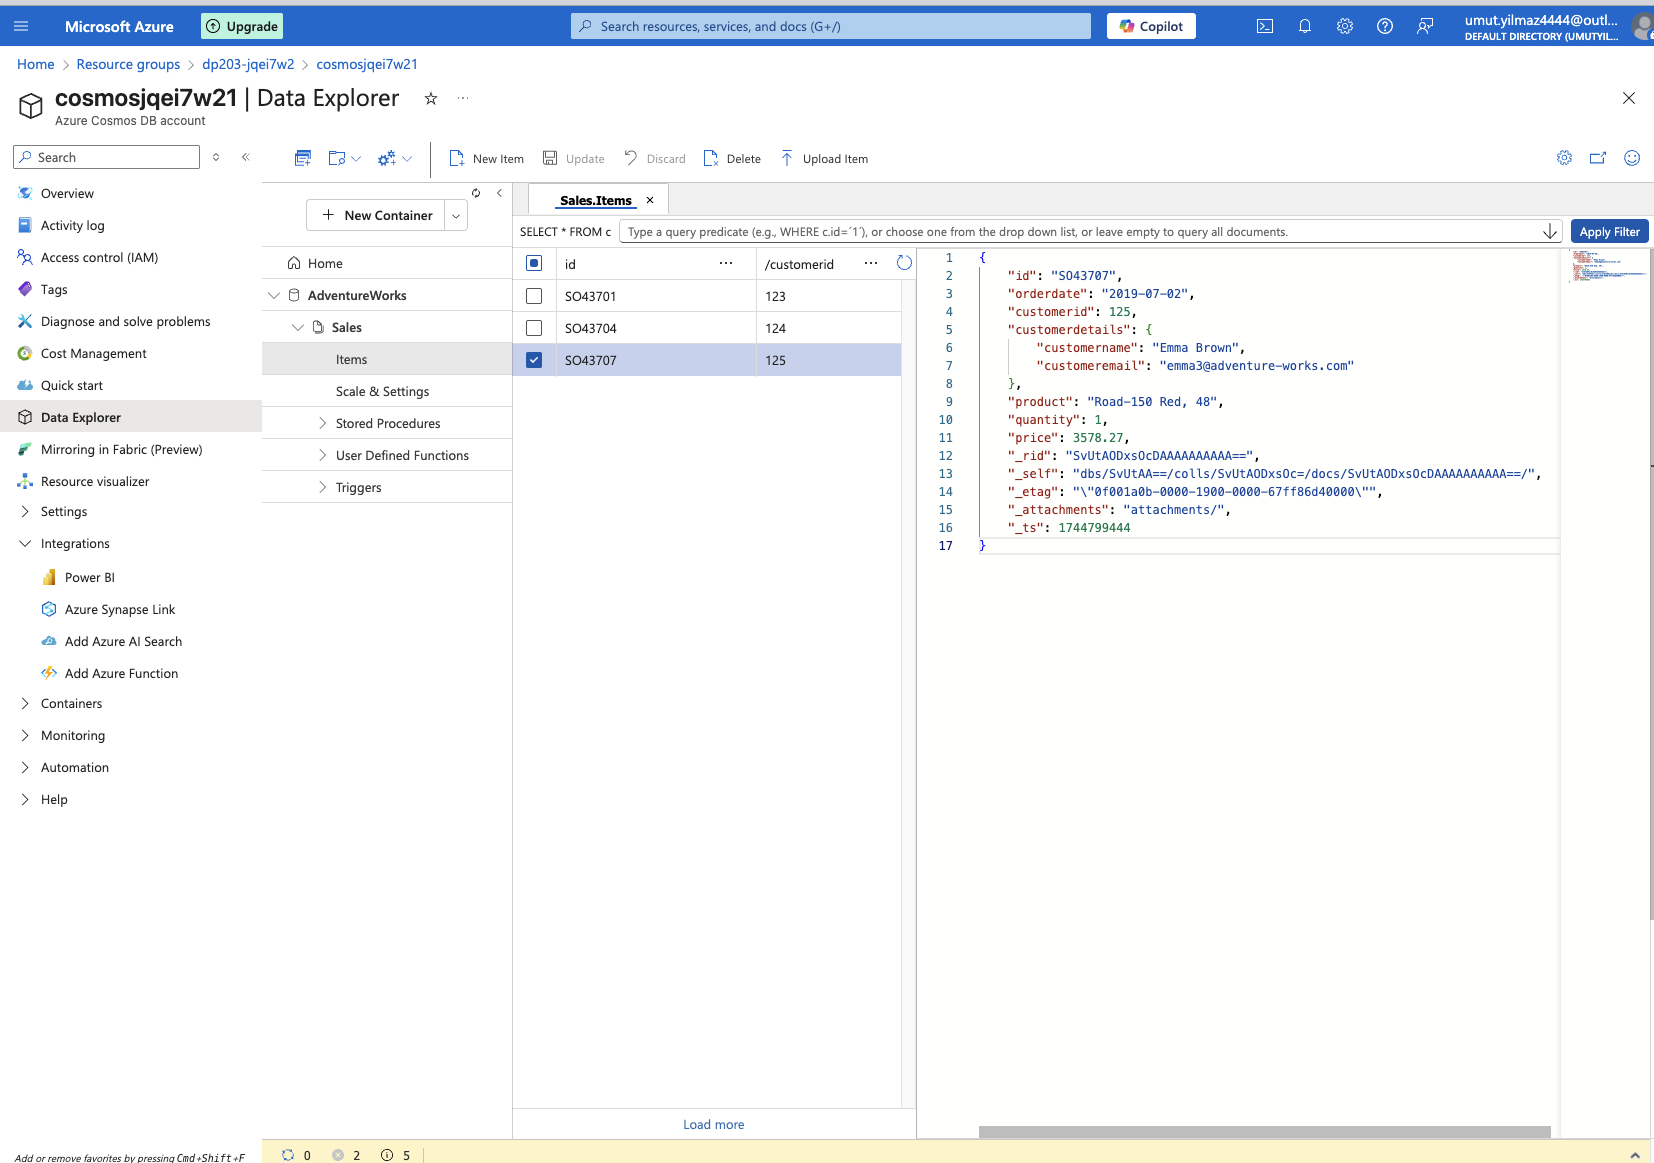 Microsoft Azure
Upgrade
Search resources, services, and docs (G+/)
Copilot
umut.yilmaz4444@outl...
DEFAULT DIRECTORY (UMUTYIL...
Home > Resource groups > dp203-jqei7w2 > cosmosjqei7w21
cosmosjqei7w21 | Data Explorer
Azure Cosmos DB account
Search
Overview
Activity log
Access control (IAM)
Tags
Diagnose and solve problems
Cost Management
Quick start
Data Explorer
Mirroring in Fabric (Preview)
Resource visualizer
Settings
Integrations
Power BI
Azure Synapse Link
Add Azure AI Search
Add Azure Function
Containers
Monitoring
Automation
Help
Add or remove favorites by pressing Cmd+Shift+F
New Item
Update
Discard
Delete
Upload Item
New Container
Home
AdventureWorks
Sales
Items
Scale & Settings
Stored Procedures
User Defined Functions
Triggers
Sales.Items
SELECT * FROM c
Type a query predicate (e.g., WHERE c.id=´1´), or choose one from the drop down list, or leave empty to query all documents.
Apply Filter
id ... /customerid ...
SO43701 123
SO43704 124
SO43707 125
Load more
1 {
2 "id": "SO43707",
3 "orderdate": "2019-07-02",
4 "customerid": 125,
5 "customerdetails": {
6 "customername": "Emma Brown",
7 "customeremail": "emma3@adventure-works.com"
8 },
9 "product": "Road-150 Red, 48",
10 "quantity": 1,
11 "price": 3578.27,
12 "_rid": "SvUtAODxsOcDAAAAAAAAAA==",
13 "_self": "dbs/SvUtAA==/colls/SvUtAODxsOc=/docs/SvUtAODxsOcDAAAAAAAAAA==/",
14 "_etag": "\"0f001a0b-0000-1900-0000-67ff86d40000\"",
15 "_attachments": "attachments/",
16 "_ts": 1744799444
17 }
0 2 5